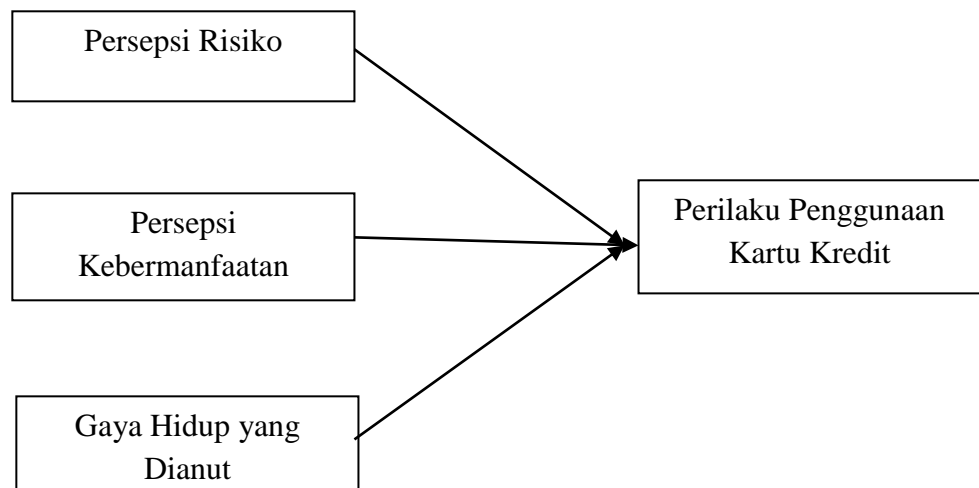 Persepsi Risiko
Persepsi
Kebermanfaatan
Perilaku Penggunaan
Kartu Kredit
Gaya Hidup yang
Dianut